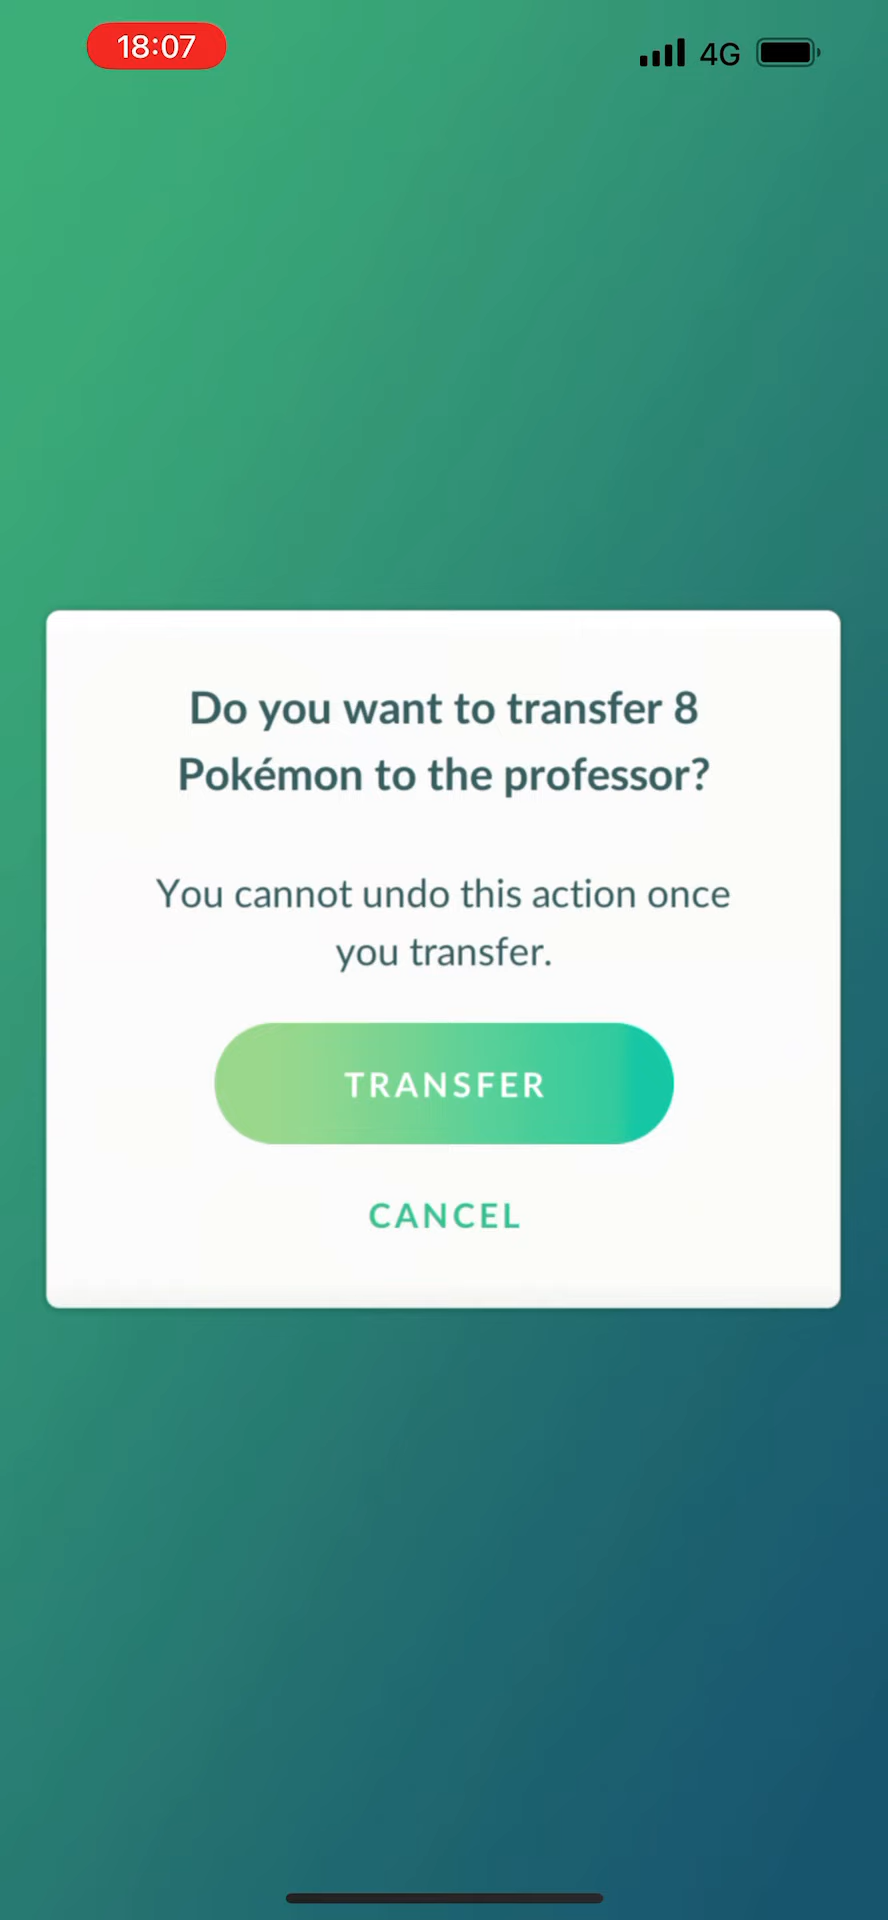 18:07
4G
Do you want to transfer 8
Pokémon to the professor?
You cannot undo this action once
you transfer.
TRANSFER
CANCEL